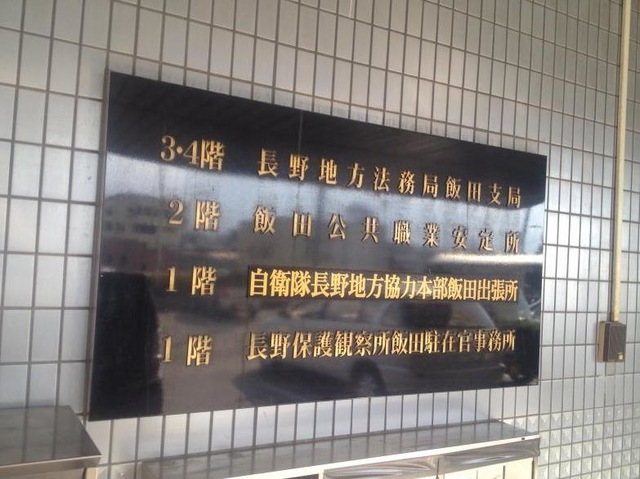 3・4階 長野地方法務局飯田支局
2階 飯田公共職業安定所
1階 自衛隊長野地方協力本部飯田出張所
1階 長野保護観察所飯田駐在官事務所